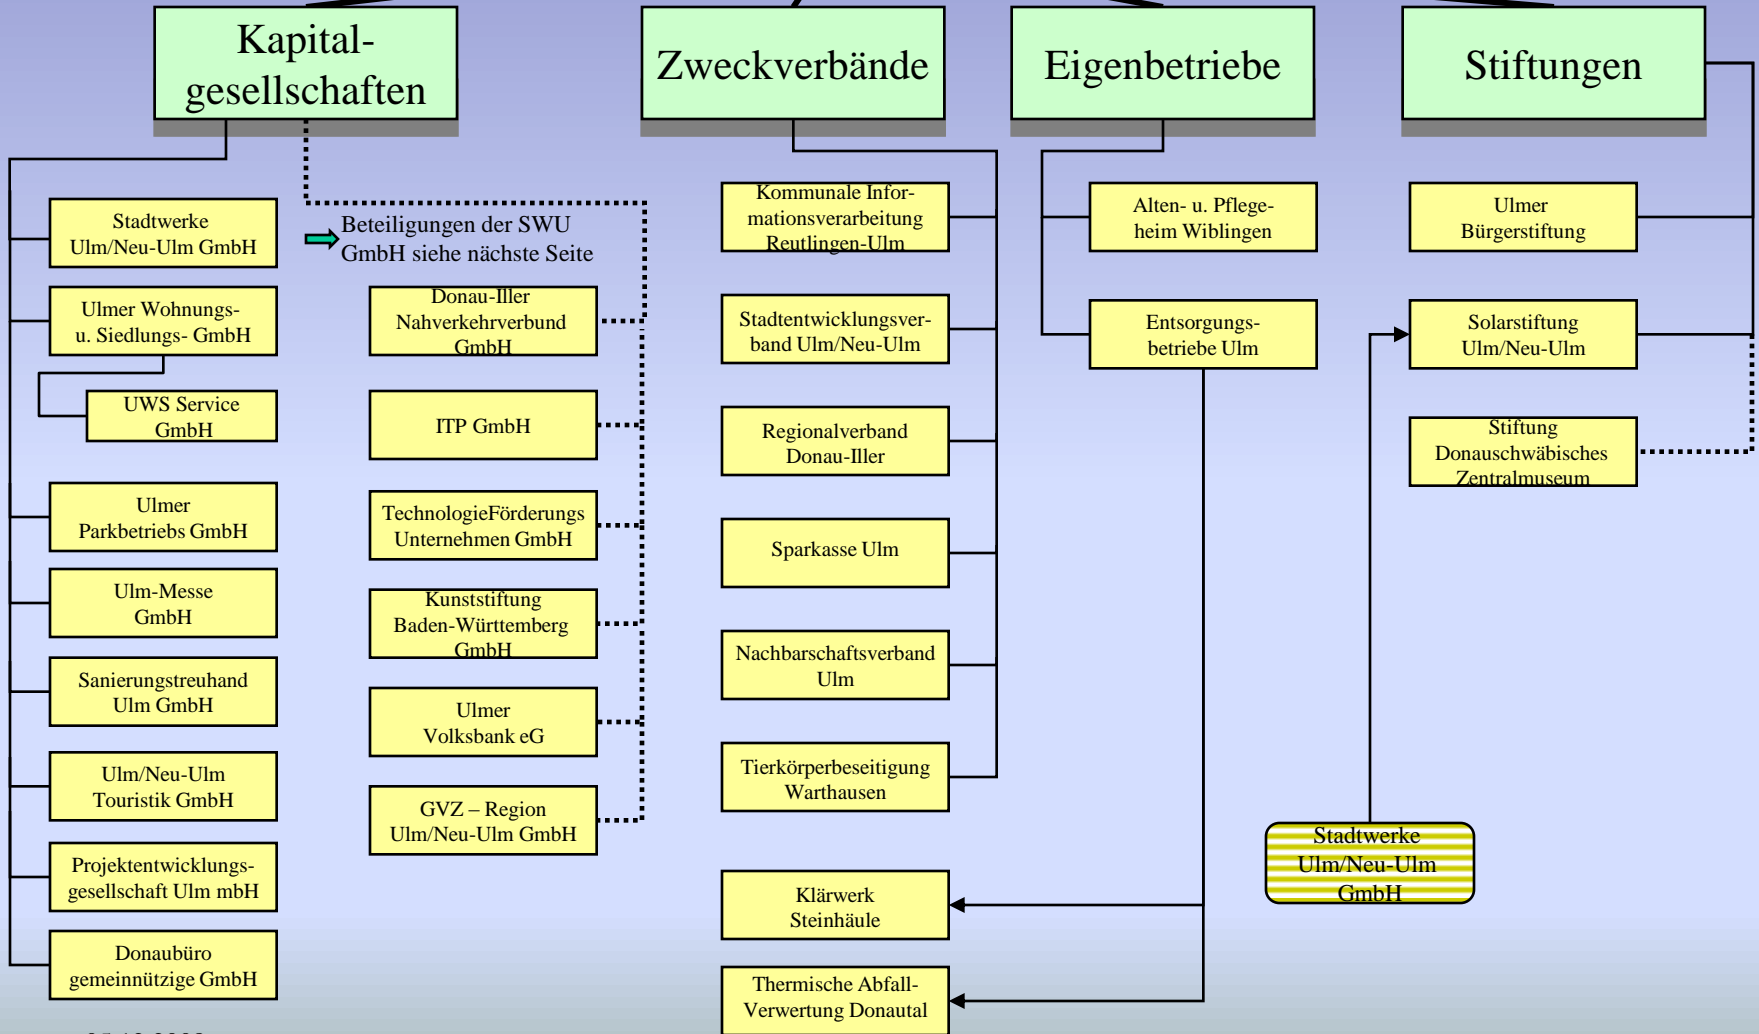 Kapital-
gesellschaften
Zweckverbände
Eigenbetriebe
Stiftungen
Stadtwerke
Ulm/Neu-Ulm GmbH
Beteiligungen der SWU
GmbH siehe nächste Seite
Ulmer Wohnungs-
u. Siedlungs- GmbH
UWS Service
GmbH
Ulmer
Parkbetriebs GmbH
Ulm-Messe
GmbH
Sanierungstreuhand
Ulm GmbH
Ulm/Neu-Ulm
Touristik GmbH
Projektentwicklungs-
gesellschaft Ulm mbH
Donaubüro
gemeinnützige GmbH
Donau-Iller
Nahverkehrverbund
GmbH
ITP GmbH
TechnologieFörderungs
Unternehmen GmbH
Kunststiftung
Baden-Württemberg
GmbH
Ulmer
Volksbank eG
GVZ – Region
Ulm/Neu-Ulm GmbH
Kommunale Infor-
mationsverarbeitung
Reutlingen-Ulm
Stadtentwicklungsver-
band Ulm/Neu-Ulm
Regionalverband
Donau-Iller
Sparkasse Ulm
Nachbarschaftsverband
Ulm
Tierkörperbeseitigung
Warthausen
Klärwerk
Steinhäule
Thermische Abfall-
Verwertung Donautal
Alten- u. Pflege-
heim Wiblingen
Entsorgungs-
betriebe Ulm
Ulmer
Bürgerstiftung
Solarstiftung
Ulm/Neu-Ulm
Stiftung
Donauschwäbisches
Zentralmuseum
Stadtwerke
Ulm/Neu-Ulm
GmbH